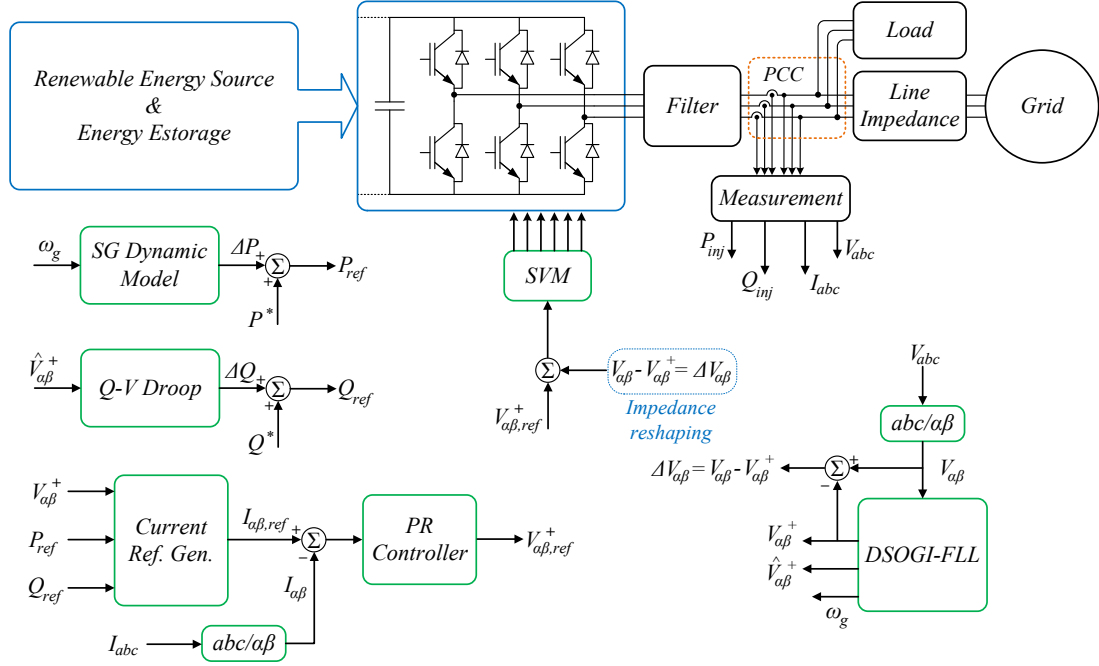 Renewable Energy Source
&
Energy Estorage
Filter
PCC
Load
Line
Impedance
Grid
Measurement
P_inj
Q_inj
I_abc
V_abc
SVM
Σ
V_αβ - V_αβ^+ = ΔV_αβ
Impedance
reshaping
V_αβ,ref^+
ω_g
SG Dynamic
Model
ΔP
+
+
Σ
P_ref
P^*
V̂_αβ^+
Q-V Droop
ΔQ
+
+
Σ
Q_ref
Q^*
V_αβ^+
P_ref
Q_ref
Current
Ref. Gen.
I_αβ,ref
+
−
Σ
I_αβ
PR
Controller
V_αβ,ref^+
I_abc
abc/αβ
V_abc
abc/αβ
ΔV_αβ = V_αβ - V_αβ^+
Σ
+
−
V_αβ
DSOGI-FLL
V_αβ^+
V̂_αβ^+
ω_g